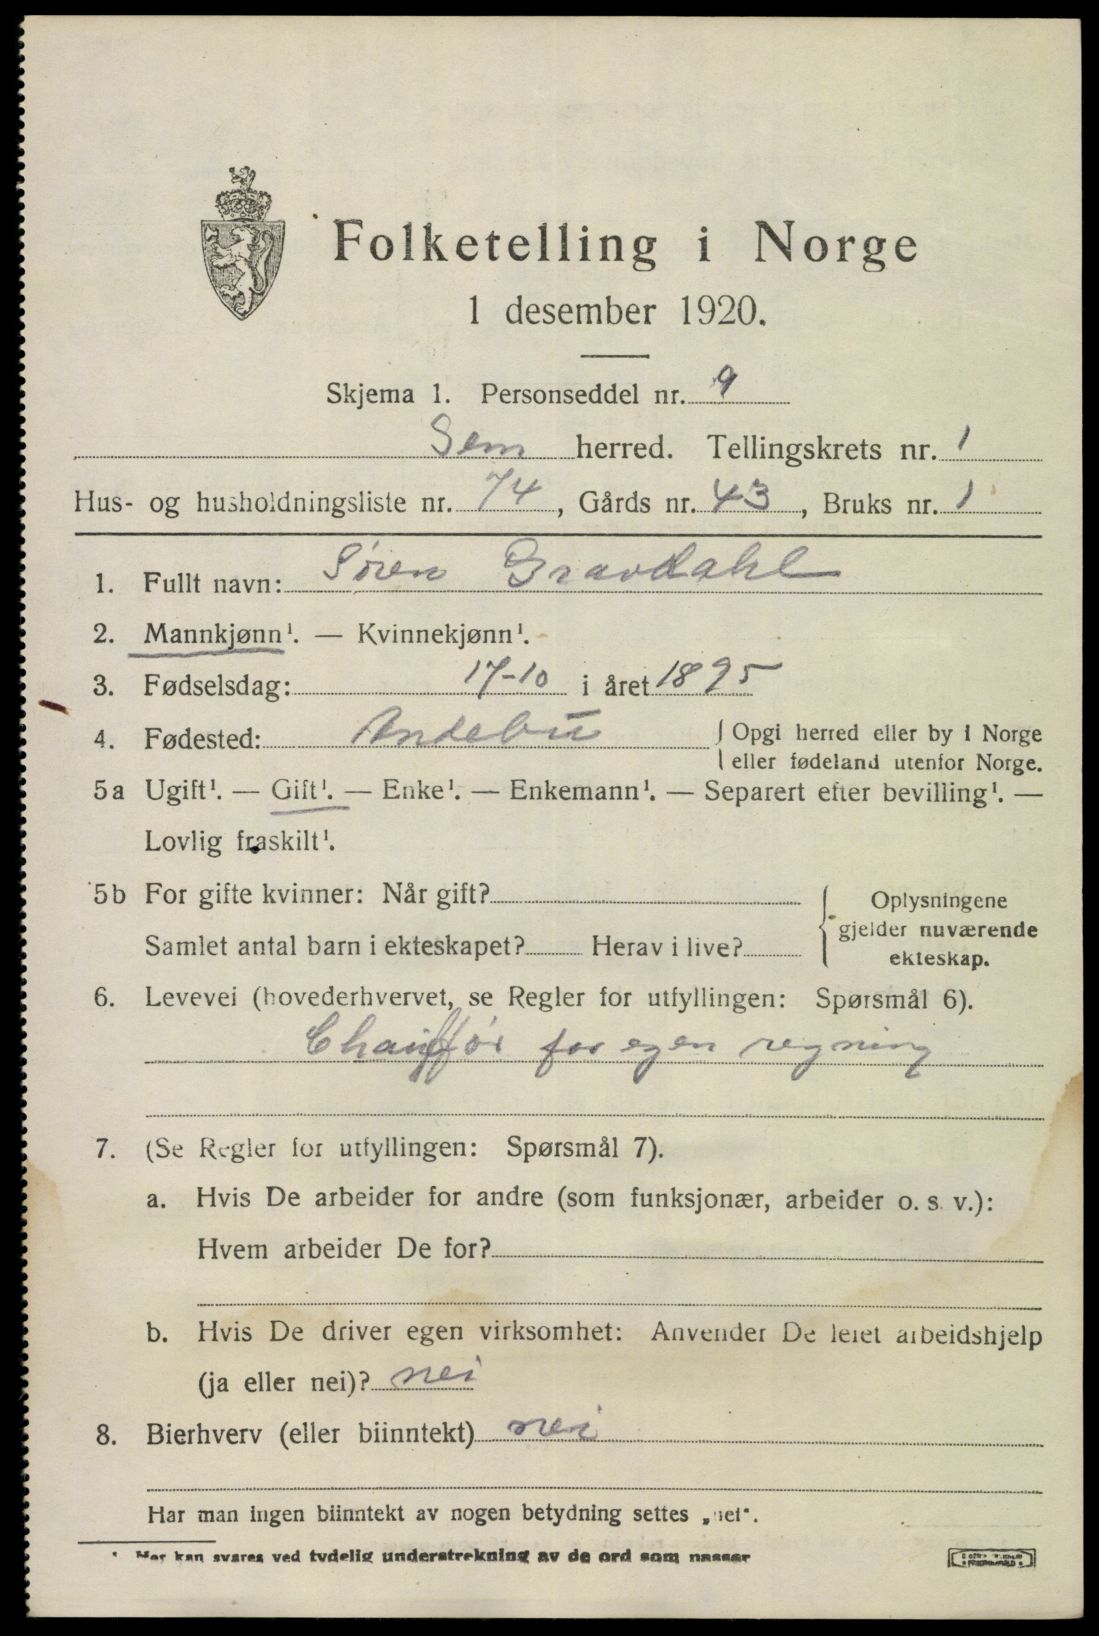 Folketelling i Norge
1 desember 1920.
Skjema 1. Personseddel nr. 9
Sem herred. Tellingskrets nr. 1
Hus- og husholdningsliste nr. 74, Gårds nr. 43, Bruks nr. 1
1. Fullt navn: Søren Gravdahl
2. Mannkjønn¹. — Kvinnekjønn¹.
3. Fødselsdag: 17-10 i året 1895
4. Fødested: Andebu
{ Opgi herred eller by i Norge
eller fødeland utenfor Norge.
5a Ugift¹. — Gift¹. — Enke¹. — Enkemann¹. — Separert efter bevilling¹. —
Lovlig fraskilt¹.
5b For gifte kvinner: Når gift?
Samlet antal barn i ekteskapet? Herav i live?
{ Oplysningene
gjelder nuværende
ekteskap.
6. Levevei (hovederhvervet, se Regler for utfyllingen: Spørsmål 6).
Chauffør for egen regning
7. (Se Regler for utfyllingen: Spørsmål 7).
a. Hvis De arbeider for andre (som funksjonær, arbeider o. s. v.):
Hvem arbeider De for?
b. Hvis De driver egen virksomhet: Anvender De leiet arbeidshjelp
(ja eller nei)? nei
8. Bierhverv (eller biinntekt) nei
Har man ingen biinntekt av nogen betydning settes „nei“.
¹ Her kan svares ved tydelig understrekning av de ord som passer